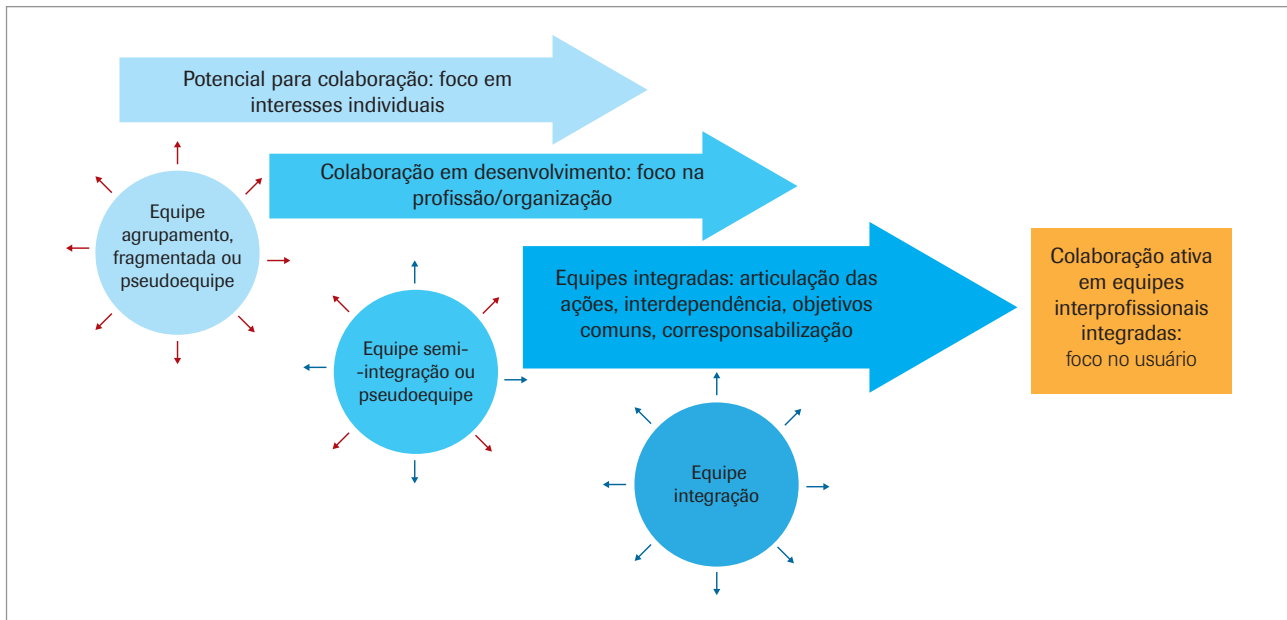 Potencial para colaboração: foco em
interesses individuais
Equipe
agrupamento,
fragmentada ou
pseudoequipe
Colaboração em desenvolvimento: foco na
profissão/organização
Equipe semi-
-integração ou
pseudoequipe
Equipes integradas: articulação das
ações, interdependência, objetivos
comuns, corresponsabilização
Equipe
integração
Colaboração ativa
em equipes
interprofissionais
integradas:
foco no usuário